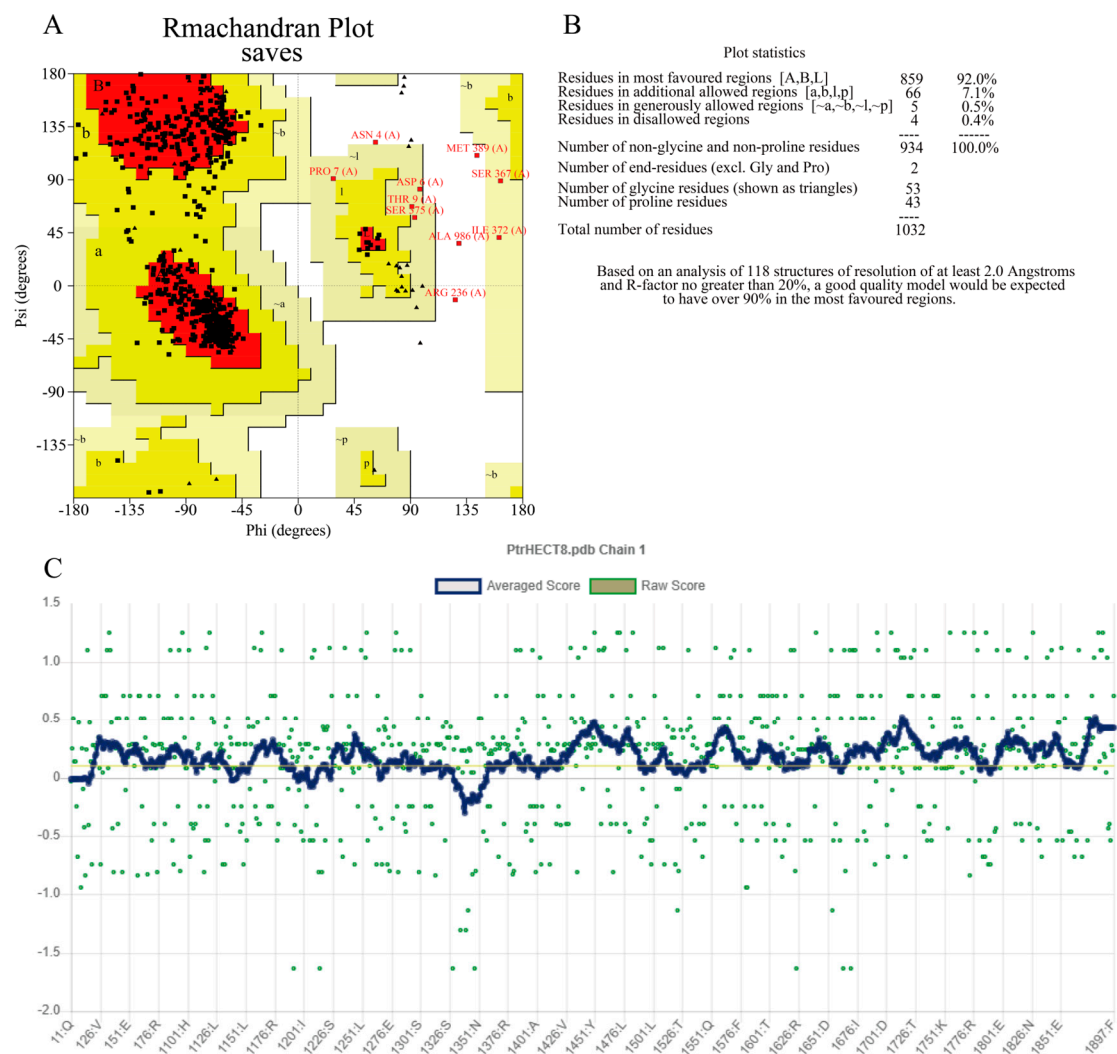 A
Rmachandran Plot
saves
B
180
135
90
45
0
-45
-90
-135
-180
-135
-90
-45
0
45
90
135
180
Psi (degrees)
Phi (degrees)
B
b
~b
~b
b
a
~a
~l
l
L
~b
b
~p
p
~b
ASN 4 (A)
MET 389 (A)
PRO 7 (A)
ASP 6 (A)
SER 367 (A)
THR 9 (A)
SER 375 (A)
ALA 986 (A)
ILE 372 (A)
ARG 236 (A)
Plot statistics
Residues in most favoured regions [A,B,L] 859 92.0%
Residues in additional allowed regions [a,b,l,p] 66 7.1%
Residues in generously allowed regions [~a,~b,~l,~p] 5 0.5%
Residues in disallowed regions 4 0.4%
---- ------
Number of non-glycine and non-proline residues 934 100.0%
Number of end-residues (excl. Gly and Pro) 2
Number of glycine residues (shown as triangles) 53
Number of proline residues 43
----
Total number of residues 1032
Based on an analysis of 118 structures of resolution of at least 2.0 Angstroms
and R-factor no greater than 20%, a good quality model would be expected
to have over 90% in the most favoured regions.
PtrHECT8.pdb Chain 1
C
Averaged Score Raw Score
1.5
1.0
0.5
0
-0.5
-1.0
-1.5
-2.0
11:Q 126:V 151:E 176:R 1101:H 1126:L 1151:L 1176:R 1201:I 1226:S 1251:L 1276:E 1301:S 1326:S 1351:N 1376:R 1401:A 1426:V 1451:Y 1476:L 1501:L 1526:T 1551:Q 1576:F 1601:T 1626:R 1651:D 1676:I 1701:D 1726:T 1751:K 1776:R 1801:E 1826:N 1851:E 1897:F